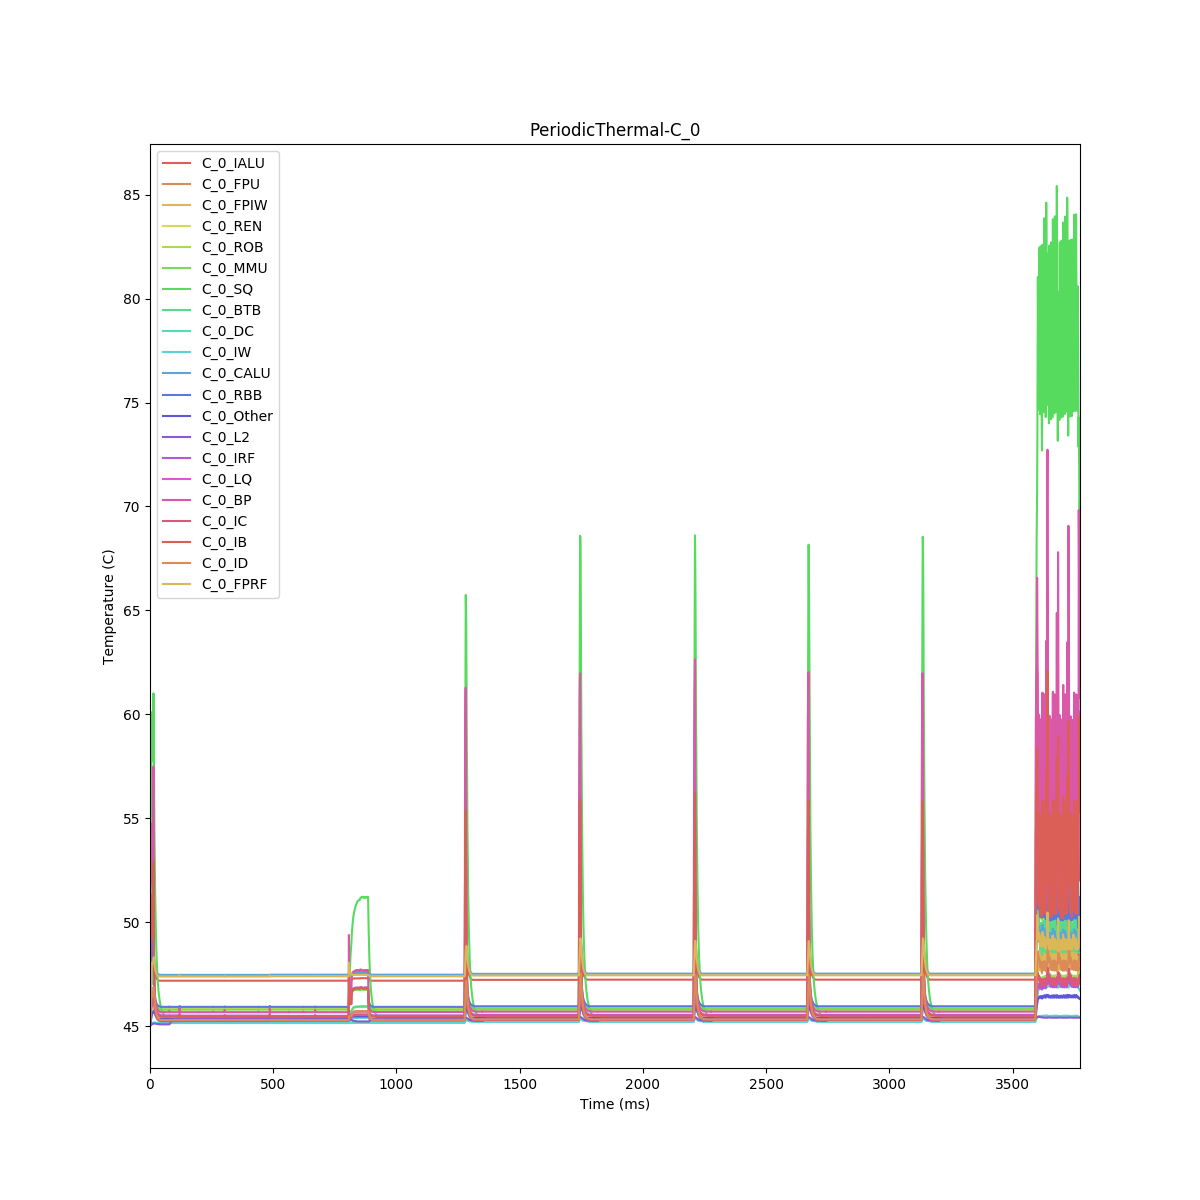 PeriodicThermal-C_0
C_0_IALU
C_0_FPU
C_0_FPIW
C_0_REN
C_0_ROB
C_0_MMU
C_0_SQ
C_0_BTB
C_0_DC
C_0_IW
C_0_CALU
C_0_RBB
C_0_Other
C_0_L2
C_0_IRF
C_0_LQ
C_0_BP
C_0_IC
C_0_IB
C_0_ID
C_0_FPRF
85
80
75
70
65
60
55
50
45
Temperature (C)
0 500 1000 1500 2000 2500 3000 3500
Time (ms)